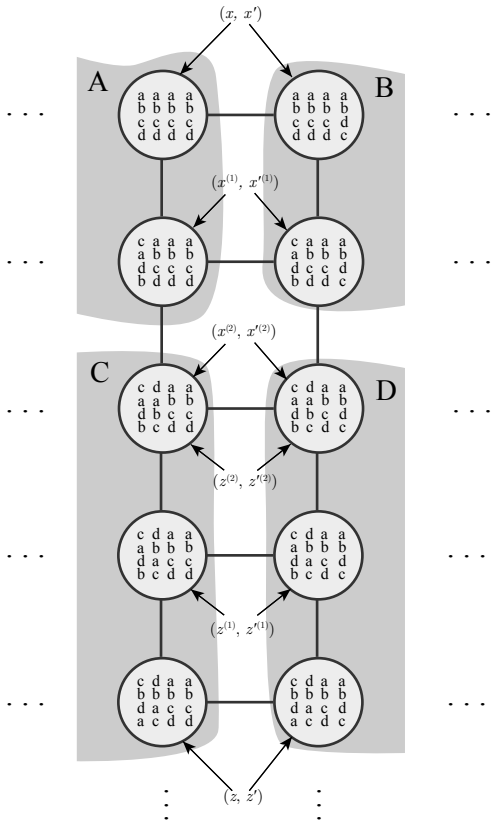 (x, x′)
A
B
a a a a
b b b b
c c c c
d d d d
a a a a
b b b b
c c c d
d d d c
(x⁽¹⁾, x′⁽¹⁾)
c a a a
a b b b
d c c c
b d d d
c a a a
a b b b
d c c d
b d d c
(x⁽²⁾, x′⁽²⁾)
C
D
c d a a
a a b b
d b c c
b c d d
c d a a
a a b b
d b c d
b c d c
(z⁽²⁾, z′⁽²⁾)
c d a a
a b b b
d a c c
b c d d
c d a a
a b b b
d a c d
b c d c
(z⁽¹⁾, z′⁽¹⁾)
c d a a
b b b b
d a c c
a c d d
c d a a
b b b b
d a c d
a c d c
(z, z′)